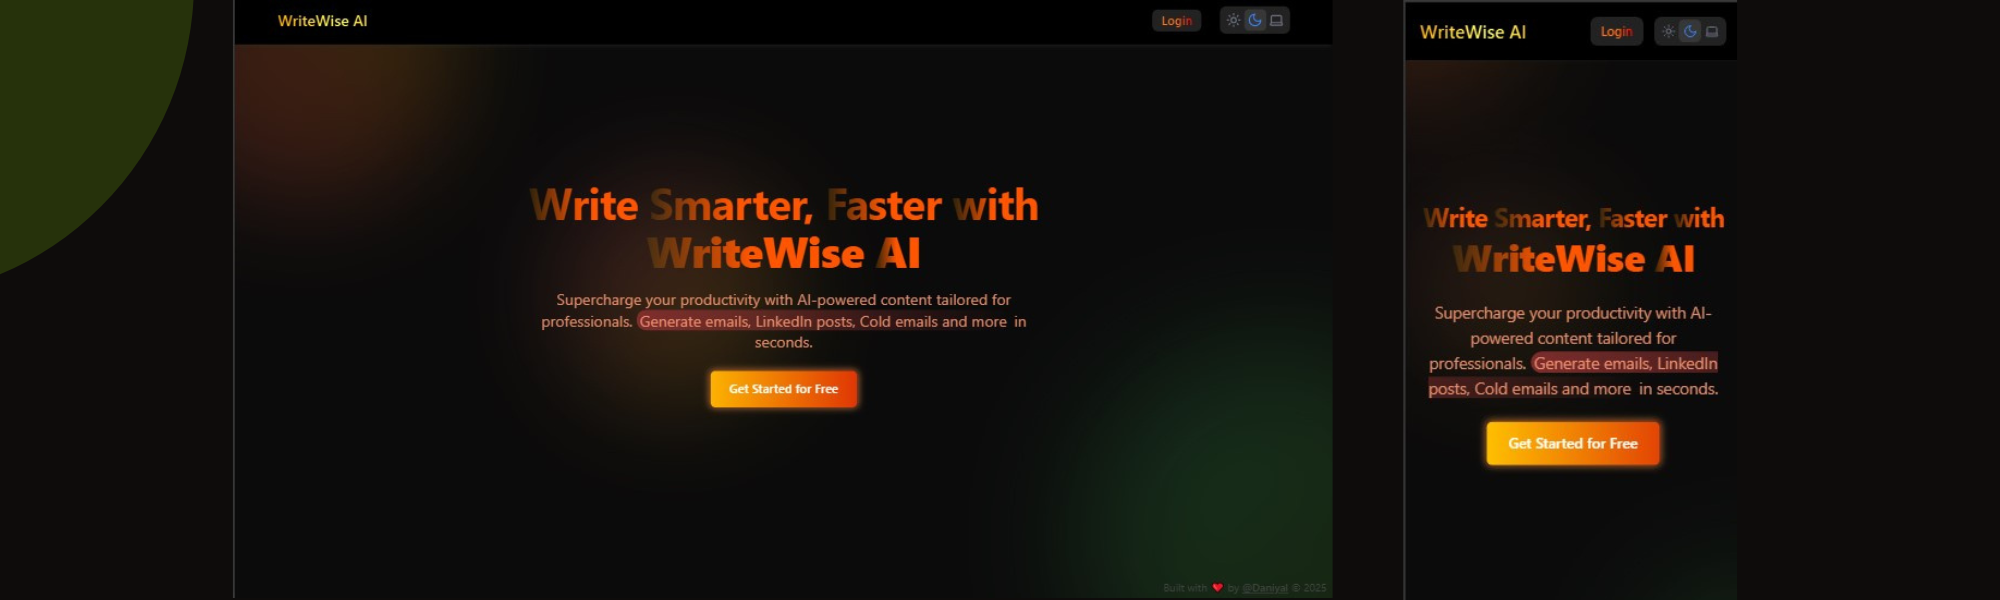 WriteWise AI
Login
Write Smarter, Faster with
WriteWise AI
Supercharge your productivity with AI-powered content tailored for
professionals. Generate emails, LinkedIn posts, Cold emails and more in
seconds.
Get Started for Free
Built with ❤️ by @Daniyal © 2025
WriteWise AI
Login
Write Smarter, Faster with
WriteWise AI
Supercharge your productivity with AI-
powered content tailored for
professionals. Generate emails, LinkedIn
posts, Cold emails and more in seconds.
Get Started for Free